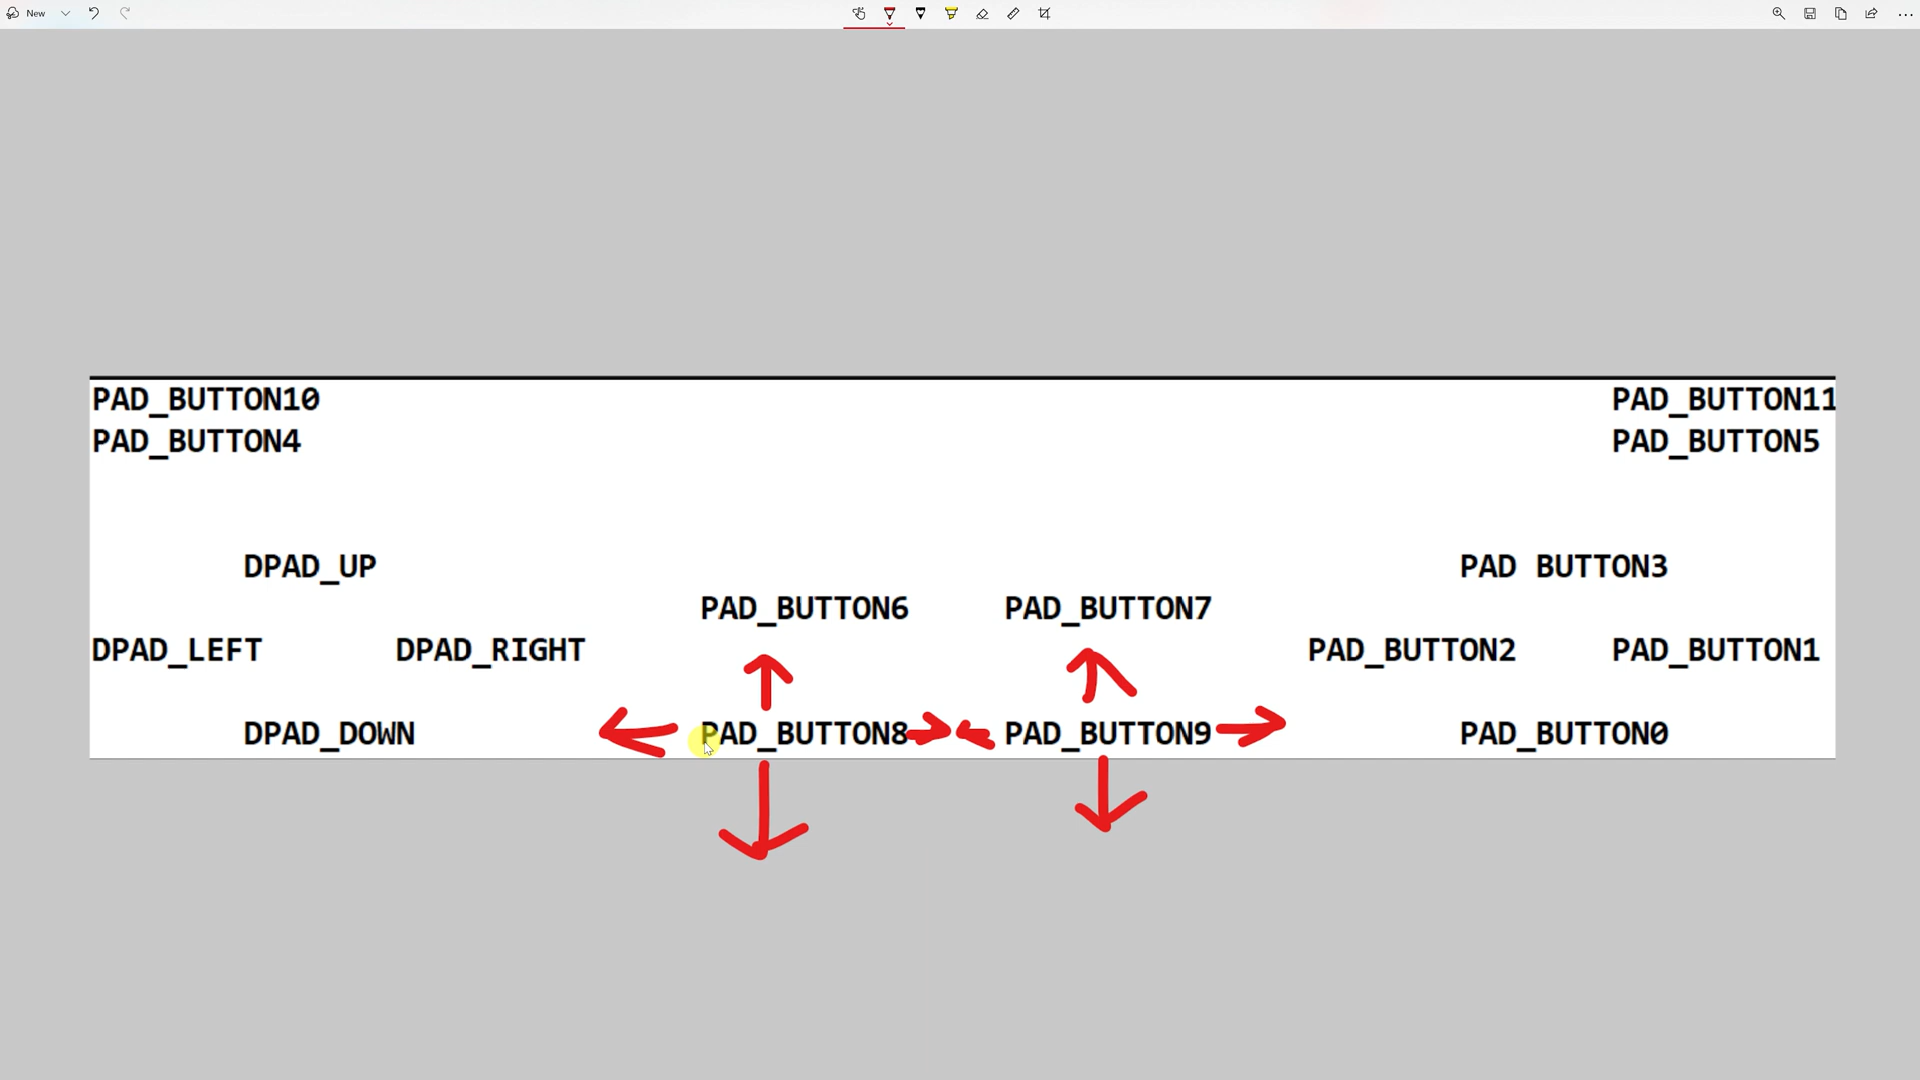 New
PAD_BUTTON10 PAD_BUTTON11
PAD_BUTTON4 PAD_BUTTON5
DPAD_UP PAD BUTTON3
PAD_BUTTON6 PAD_BUTTON7
DPAD_LEFT DPAD_RIGHT PAD_BUTTON2 PAD_BUTTON1
DPAD_DOWN PAD_BUTTON8 PAD_BUTTON9 PAD_BUTTON0